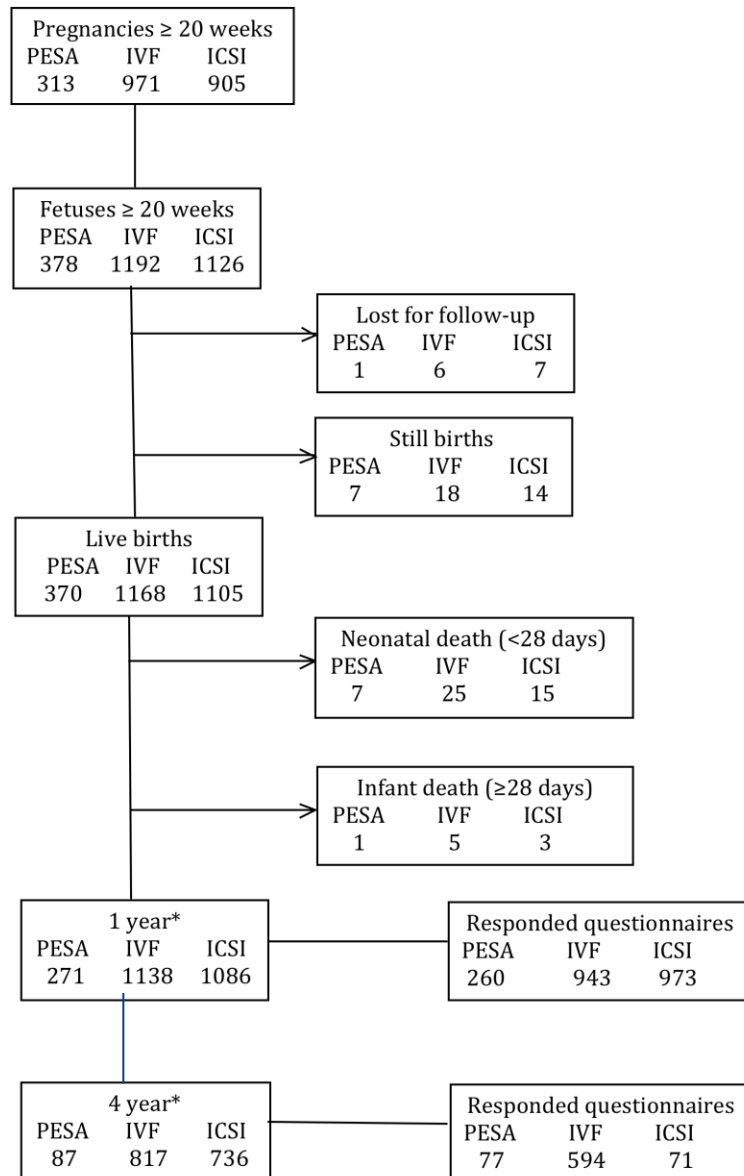 Pregnancies ≥ 20 weeks
PESA IVF ICSI
313 971 905
Fetuses ≥ 20 weeks
PESA IVF ICSI
378 1192 1126
Lost for follow-up
PESA IVF ICSI
1 6 7
Still births
PESA IVF ICSI
7 18 14
Live births
PESA IVF ICSI
370 1168 1105
Neonatal death (<28 days)
PESA IVF ICSI
7 25 15
Infant death (≥28 days)
PESA IVF ICSI
1 5 3
1 year*
PESA IVF ICSI
271 1138 1086
Responded questionnaires
PESA IVF ICSI
260 943 973
4 year*
PESA IVF ICSI
87 817 736
Responded questionnaires
PESA IVF ICSI
77 594 71